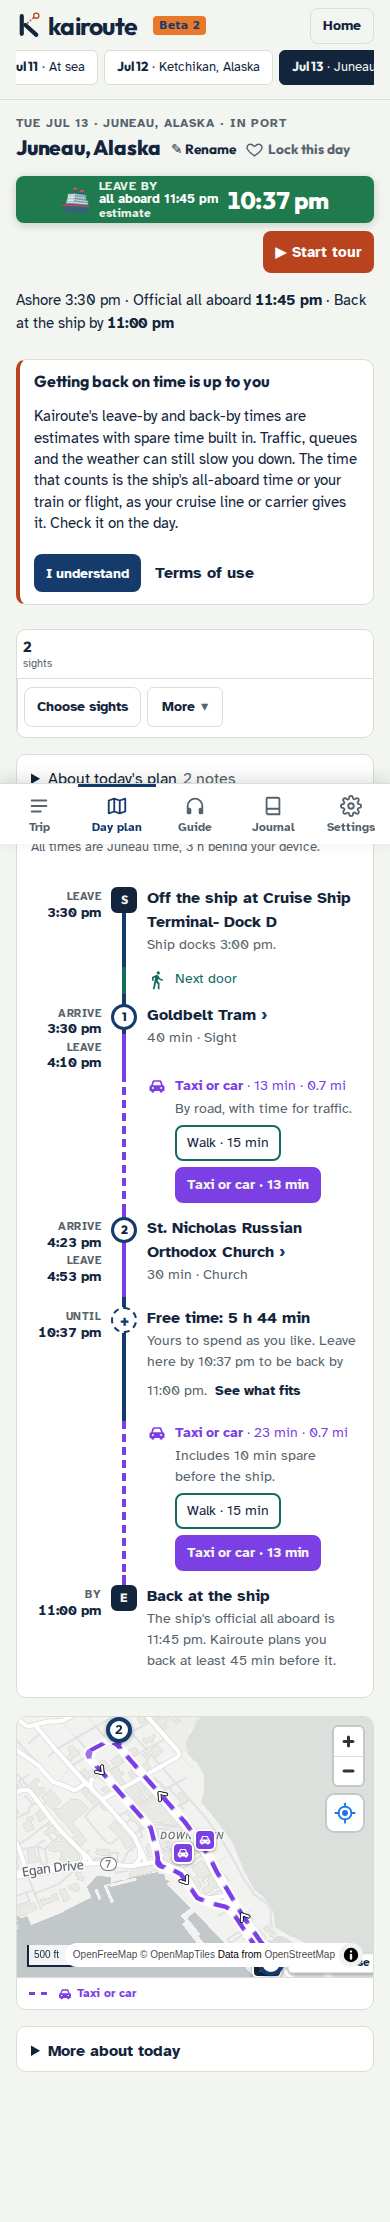 kairoute Beta 2 Home
ul 11 · At sea Jul 12 · Ketchikan, Alaska Jul 13 · Juneau
TUE JUL 13 · JUNEAU, ALASKA · IN PORT
Juneau, Alaska ✎ Rename Lock this day
LEAVE BY
all aboard 11:45 pm
estimate
10:37 pm
▶ Start tour
Ashore 3:30 pm · Official all aboard 11:45 pm · Back
at the ship by 11:00 pm
Getting back on time is up to you
Kairoute's leave-by and back-by times are
estimates with spare time built in. Traffic, queues
and the weather can still slow you down. The time
that counts is the ship's all-aboard time or your
train or flight, as your cruise line or carrier gives
it. Check it on the day.
I understand Terms of use
2
sights
Choose sights More ▾
▶ About today's plan 2 notes
Trip Day plan Guide Journal Settings
All times are Juneau time, 3 h behind your device.
LEAVE
3:30 pm
S
Off the ship at Cruise Ship
Terminal- Dock D
Ship docks 3:00 pm.
Next door
ARRIVE
3:30 pm
LEAVE
4:10 pm
1
Goldbelt Tram ›
40 min · Sight
Taxi or car · 13 min · 0.7 mi
By road, with time for traffic.
Walk · 15 min
Taxi or car · 13 min
ARRIVE
4:23 pm
LEAVE
4:53 pm
2
St. Nicholas Russian
Orthodox Church ›
30 min · Church
UNTIL
10:37 pm
+
Free time: 5 h 44 min
Yours to spend as you like. Leave
here by 10:37 pm to be back by
11:00 pm. See what fits
Taxi or car · 23 min · 0.7 mi
Includes 10 min spare
before the ship.
Walk · 15 min
Taxi or car · 13 min
BY
11:00 pm
E
Back at the ship
The ship's official all aboard is
11:45 pm. Kairoute plans you
back at least 45 min before it.
2
+
−
Egan Drive 7
500 ft OpenFreeMap © OpenMapTiles Data from OpenStreetMap
Taxi or car
▶ More about today